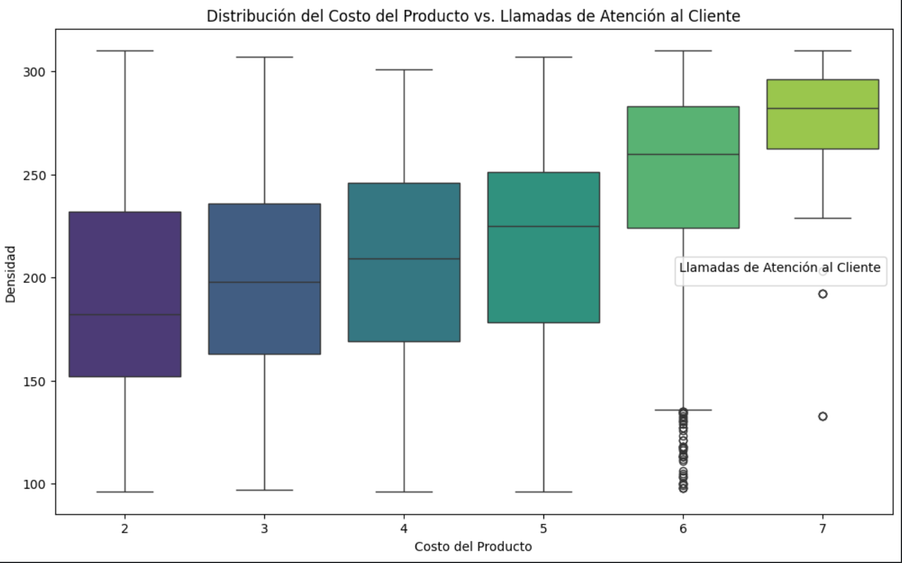 Distribución del Costo del Producto vs. Llamadas de Atención al Cliente
Densidad
300
250
200
150
100
Llamadas de Atención al Cliente
2 3 4 5 6 7
Costo del Producto